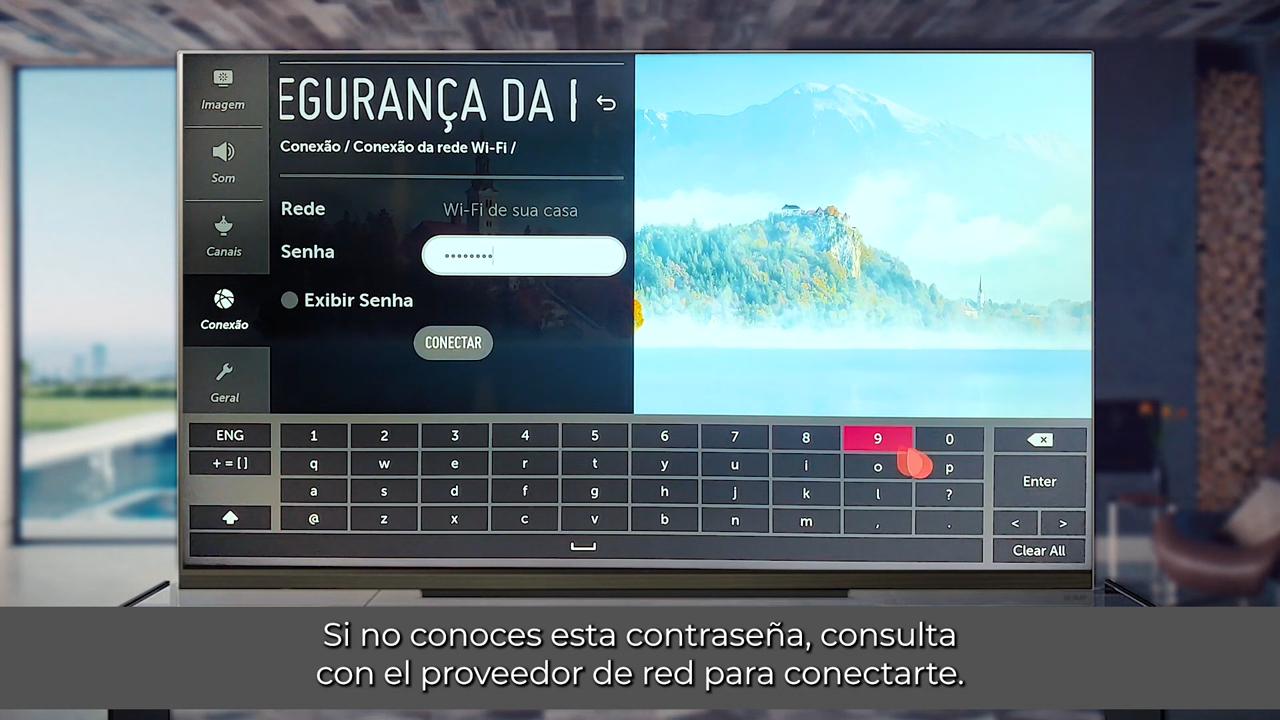 Imagem
Som
Canais
Conexão
Geral
EGURANÇA DA
Conexão / Conexão da rede Wi-Fi /
Rede Wi-Fi de sua casa
Senha ••••••••
Exibir Senha
CONECTAR
ENG 1 2 3 4 5 6 7 8 9 0
+ = [ ] q w e r t y u i o p
a s d f g h j k l ? Enter
@ z x c v b n m , . < >
Clear All
Si no conoces esta contraseña, consulta
con el proveedor de red para conectarte.